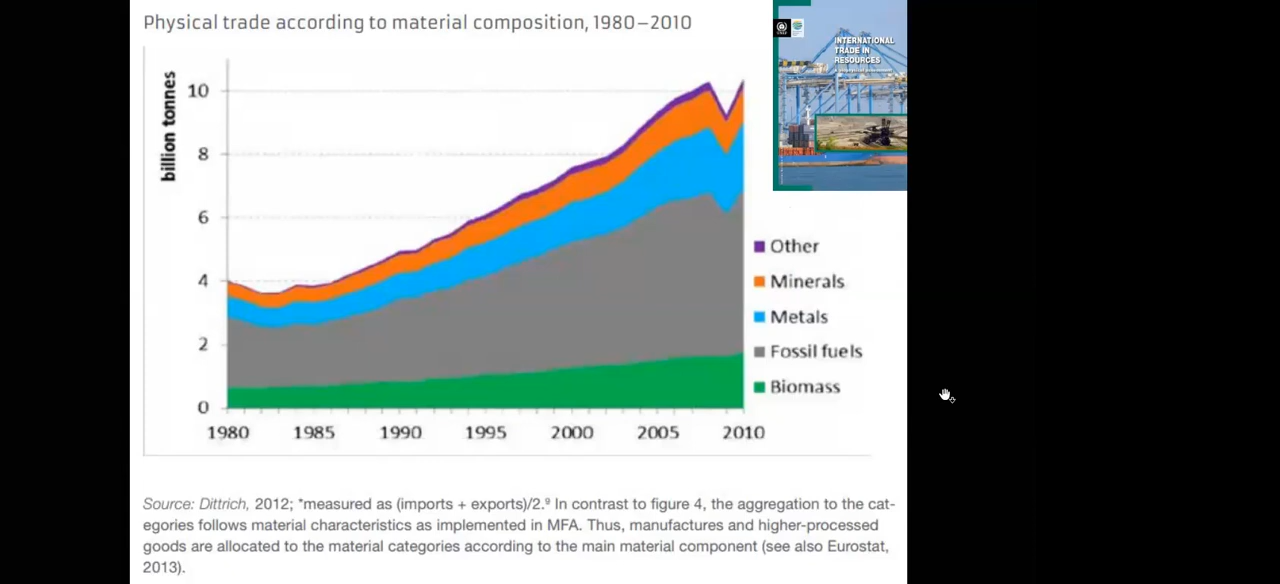 Physical trade according to material composition, 1980–2010
billion tonnes
10
8
6
4
2
0
1980 1985 1990 1995 2000 2005 2010
Other
Minerals
Metals
Fossil fuels
Biomass
INTERNATIONAL
TRADE IN
RESOURCES
Source: Dittrich, 2012; *measured as (imports + exports)/2.⁹ In contrast to figure 4, the aggregation to the cat-
egories follows material characteristics as implemented in MFA. Thus, manufactures and higher-processed
goods are allocated to the material categories according to the main material component (see also Eurostat,
2013).